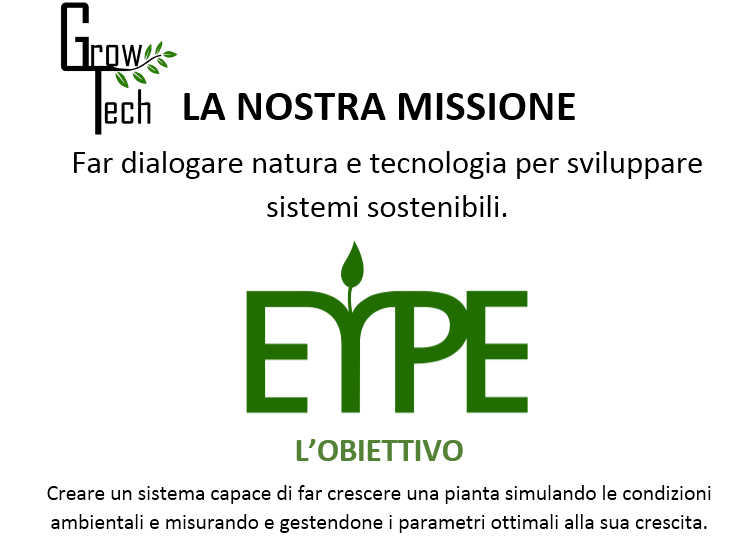 Grow
Tech
LA NOSTRA MISSIONE
Far dialogare natura e tecnologia per sviluppare
sistemi sostenibili.
EYPE
L’OBIETTIVO
Creare un sistema capace di far crescere una pianta simulando le condizioni
ambientali e misurando e gestendone i parametri ottimali alla sua crescita.